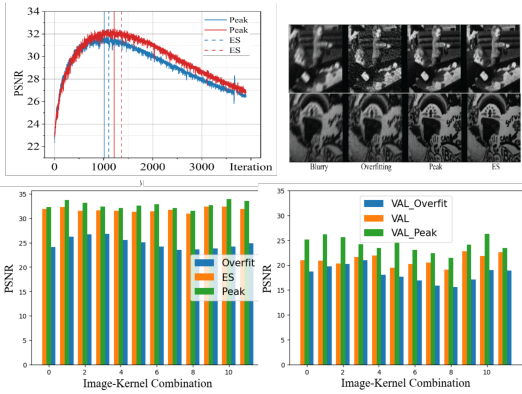 34
32
30
28
26
24
22
PSNR
Peak
Peak
ES
ES
0 1000 2000 3000 Iteration
Blurry Overfitting Peak ES
35
30
25
20
15
10
5
0
PSNR
Overfit
ES
Peak
0 2 4 6 8 10
Image-Kernel Combination
35
30
25
20
15
10
5
0
PSNR
VAL_Overfit
VAL
VAL_Peak
0 2 4 6 8 10
Image-Kernel Combination